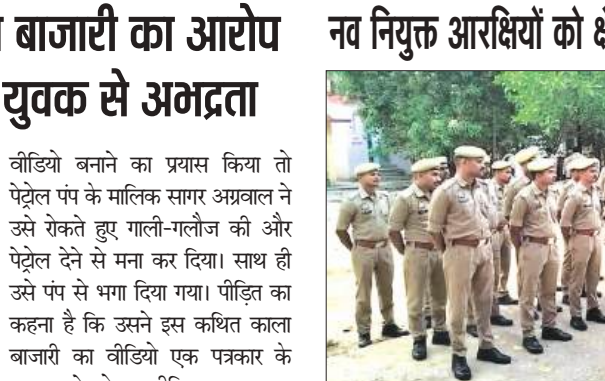 बाजारी का आरोप
युवक से अभद्रता
वीडियो बनाने का प्रयास किया तो
पेट्रोल पंप के मालिक सागर अग्रवाल ने
उसे रोकते हुए गाली-गलौज की और
पेट्रोल देने से मना कर दिया। साथ ही
उसे पंप से भगा दिया गया। पीड़ित का
कहना है कि उसने इस कथित काला
बाजारी का वीडियो एक पत्रकार के
नव नियुक्त आरक्षियों को